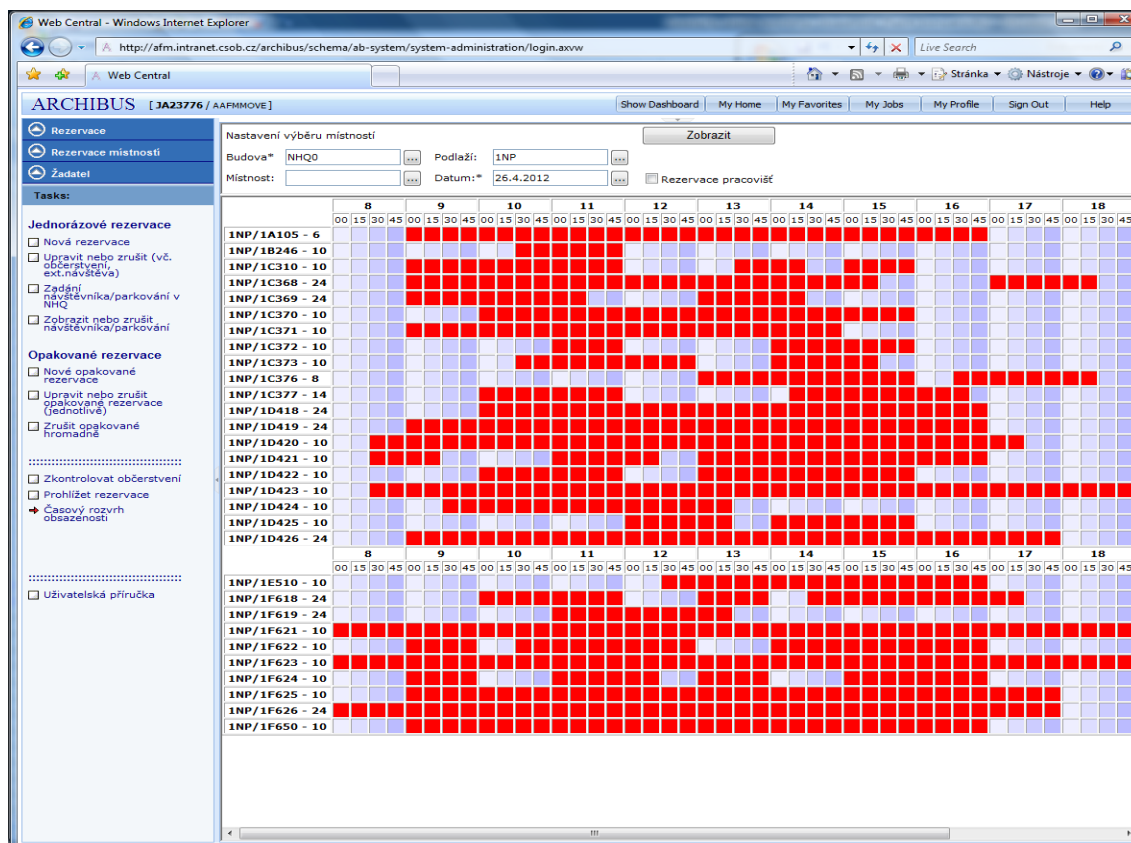 Web Central - Windows Internet Explorer
http://afm.intranet.csob.cz/archibus/schema/ab-system/system-administration/login.axvw
Live Search
Web Central
Stránka
Nástroje
ARCHIBUS [ JA23776 / AAFMMOVE ]
Show Dashboard My Home My Favorites My Jobs My Profile Sign Out Help
Rezervace
Rezervace místností
Žadatel
Tasks:
Jednorázové rezervace
Nová rezervace
Upravit nebo zrušit (vč.
občerstvení,
ext.návštěva)
Zadání
návštěvníka/parkování v
NHQ
Zobrazit nebo zrušit
návštěvníka/parkování
Opakované rezervace
Nové opakované
rezervace
Upravit nebo zrušit
opakované rezervace
(jednotlivě)
Zrušit opakované
hromadně
Zkontrolovat občerstvení
Prohlížet rezervace
Časový rozvrh
obsazenosti
Uživatelská příručka
Nastavení výběru místností
Zobrazit
Budova* NHQ0 ... Podlaží: 1NP ...
Místnost: ... Datum:* 26.4.2012 Rezervace pracovišť
8 9 10 11 12 13 14 15 16 17 18
00 15 30 45 00 15 30 45 00 15 30 45 00 15 30 45 00 15 30 45 00 15 30 45 00 15 30 45 00 15 30 45 00 15 30 45 00 15 30 45 00 15 30 45
1NP/1A105 - 6
1NP/1B246 - 10
1NP/1C310 - 10
1NP/1C368 - 24
1NP/1C369 - 24
1NP/1C370 - 10
1NP/1C371 - 10
1NP/1C372 - 10
1NP/1C373 - 10
1NP/1C376 - 8
1NP/1C377 - 14
1NP/1D418 - 24
1NP/1D419 - 24
1NP/1D420 - 10
1NP/1D421 - 10
1NP/1D422 - 10
1NP/1D423 - 10
1NP/1D424 - 10
1NP/1D425 - 10
1NP/1D426 - 24
8 9 10 11 12 13 14 15 16 17 18
00 15 30 45 00 15 30 45 00 15 30 45 00 15 30 45 00 15 30 45 00 15 30 45 00 15 30 45 00 15 30 45 00 15 30 45 00 15 30 45 00 15 30 45
1NP/1E510 - 10
1NP/1F618 - 24
1NP/1F619 - 24
1NP/1F621 - 10
1NP/1F622 - 10
1NP/1F623 - 10
1NP/1F624 - 10
1NP/1F625 - 10
1NP/1F626 - 24
1NP/1F650 - 10